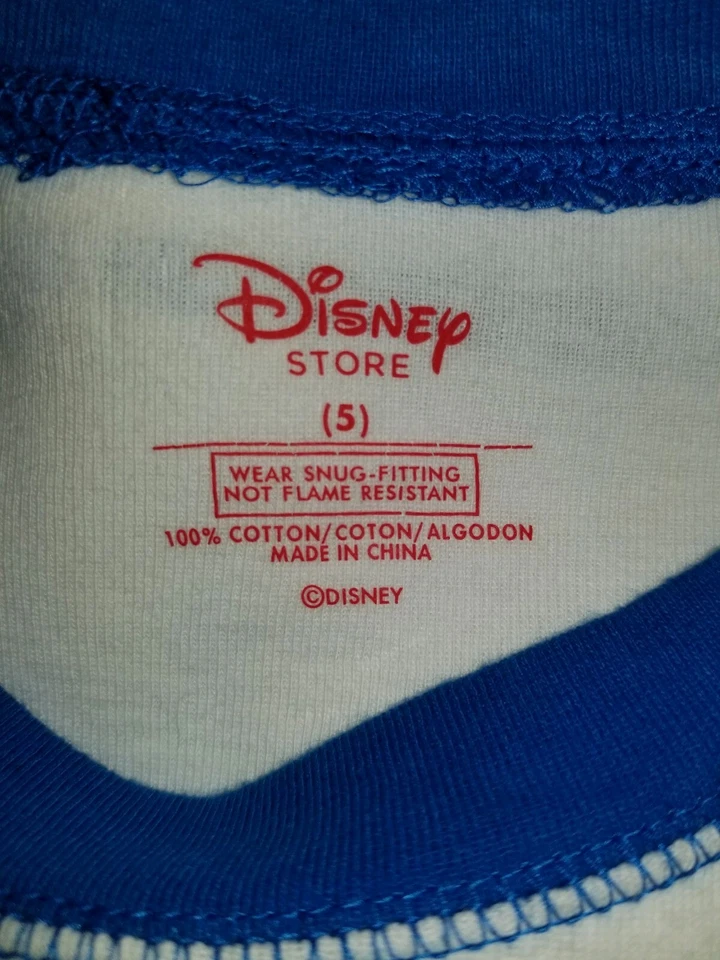 Disney
STORE
(5)
WEAR SNUG-FITTING
NOT FLAME RESISTANT
100% COTTON/COTON/ALGODON
MADE IN CHINA
©DISNEY